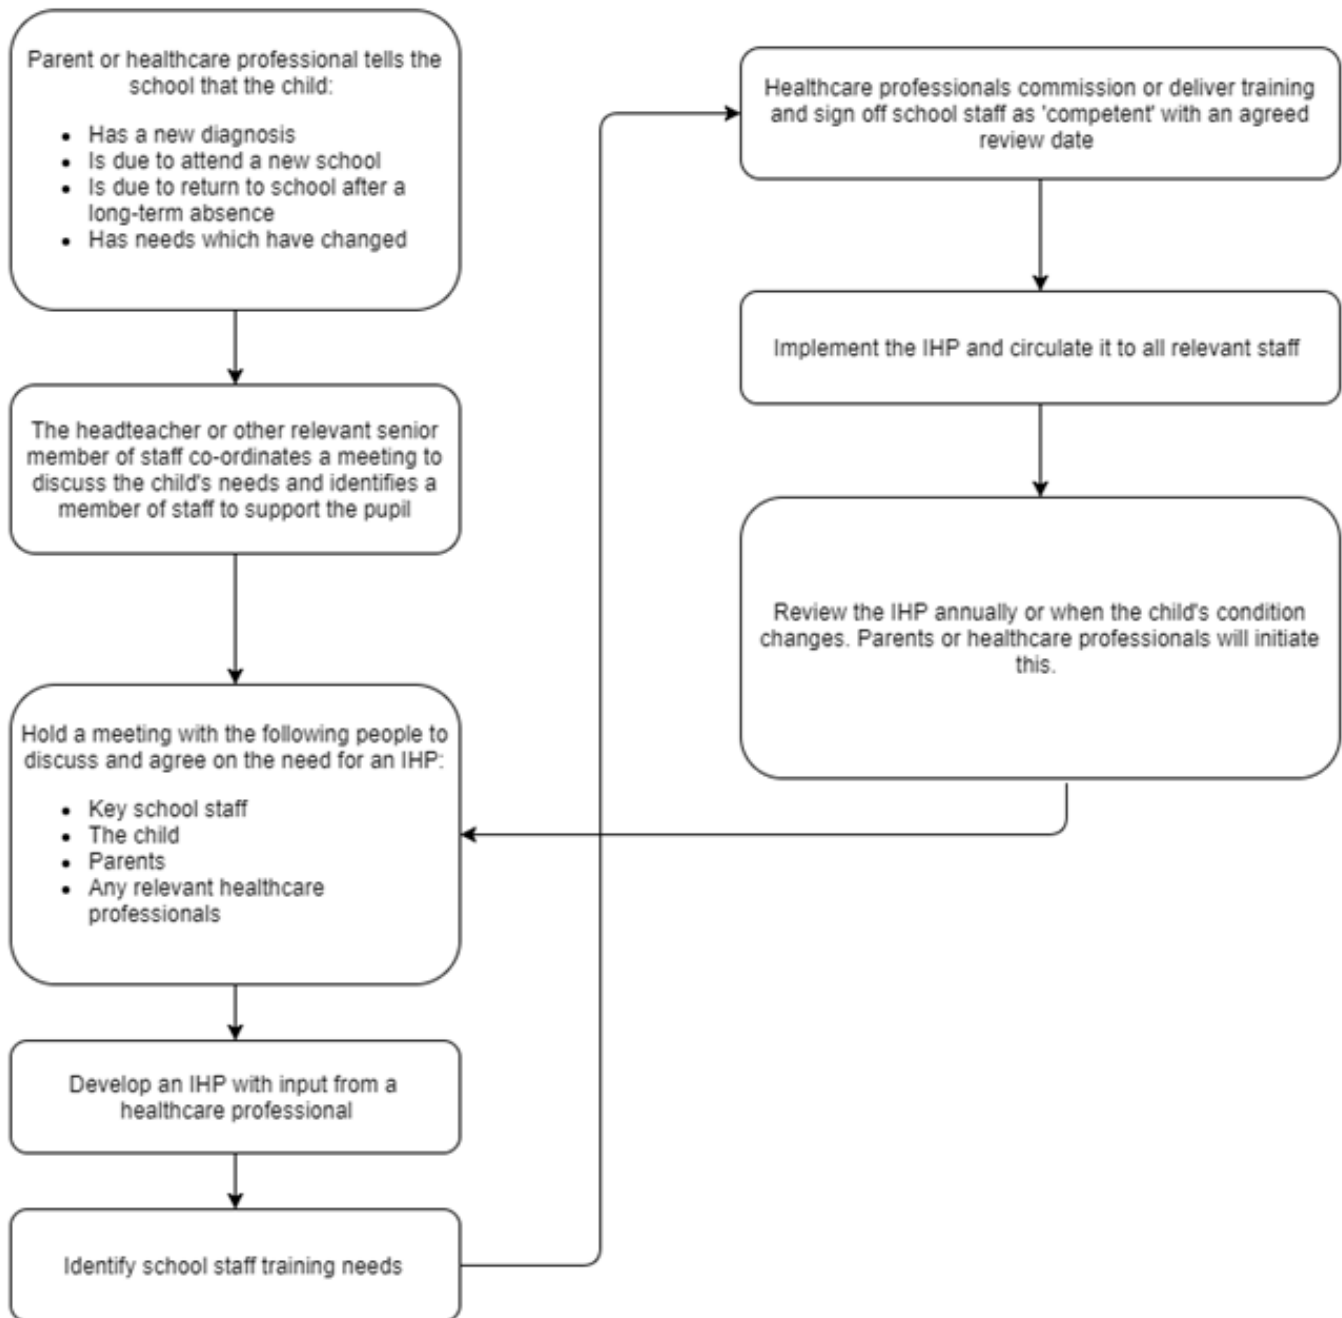 Parent or healthcare professional tells the
school that the child:
• Has a new diagnosis
• Is due to attend a new school
• Is due to return to school after a
long-term absence
• Has needs which have changed
The headteacher or other relevant senior
member of staff co-ordinates a meeting to
discuss the child's needs and identifies a
member of staff to support the pupil
Hold a meeting with the following people to
discuss and agree on the need for an IHP:
• Key school staff
• The child
• Parents
• Any relevant healthcare
professionals
Develop an IHP with input from a
healthcare professional
Identify school staff training needs
Healthcare professionals commission or deliver training
and sign off school staff as 'competent' with an agreed
review date
Implement the IHP and circulate it to all relevant staff
Review the IHP annually or when the child's condition
changes. Parents or healthcare professionals will initiate
this.